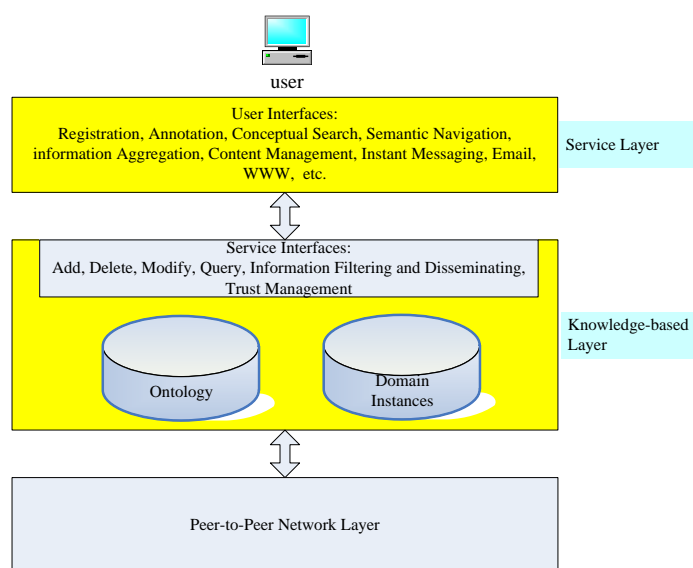 user
User Interfaces:
Registration, Annotation, Conceptual Search, Semantic Navigation,
information Aggregation, Content Management, Instant Messaging, Email,
WWW, etc.
Service Layer
Service Interfaces:
Add, Delete, Modify, Query, Information Filtering and Disseminating,
Trust Management
Knowledge-based
Layer
Ontology
Domain
Instances
Peer-to-Peer Network Layer